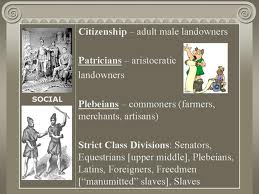 Citizenship – adult male landowners
Patricians – aristocratic
landowners
SOCIAL
Plebeians – commoners (farmers,
merchants, artisans)
Strict Class Divisions: Senators,
Equestrians [upper middle], Plebeians,
Latins, Foreigners, Freedmen
["manumitted" slaves], Slaves